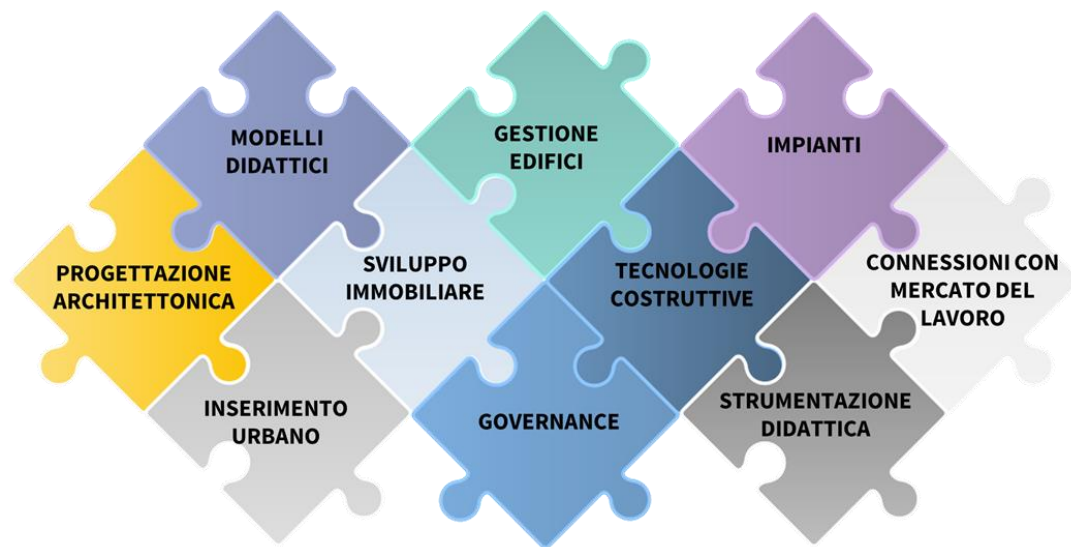 MODELLI
DIDATTICI
GESTIONE
EDIFICI
IMPIANTI
PROGETTAZIONE
ARCHITETTONICA
SVILUPPO
IMMOBILIARE
TECNOLOGIE
COSTRUTTIVE
CONNESSIONI CON
MERCATO DEL
LAVORO
INSERIMENTO
URBANO
GOVERNANCE
STRUMENTAZIONE
DIDATTICA